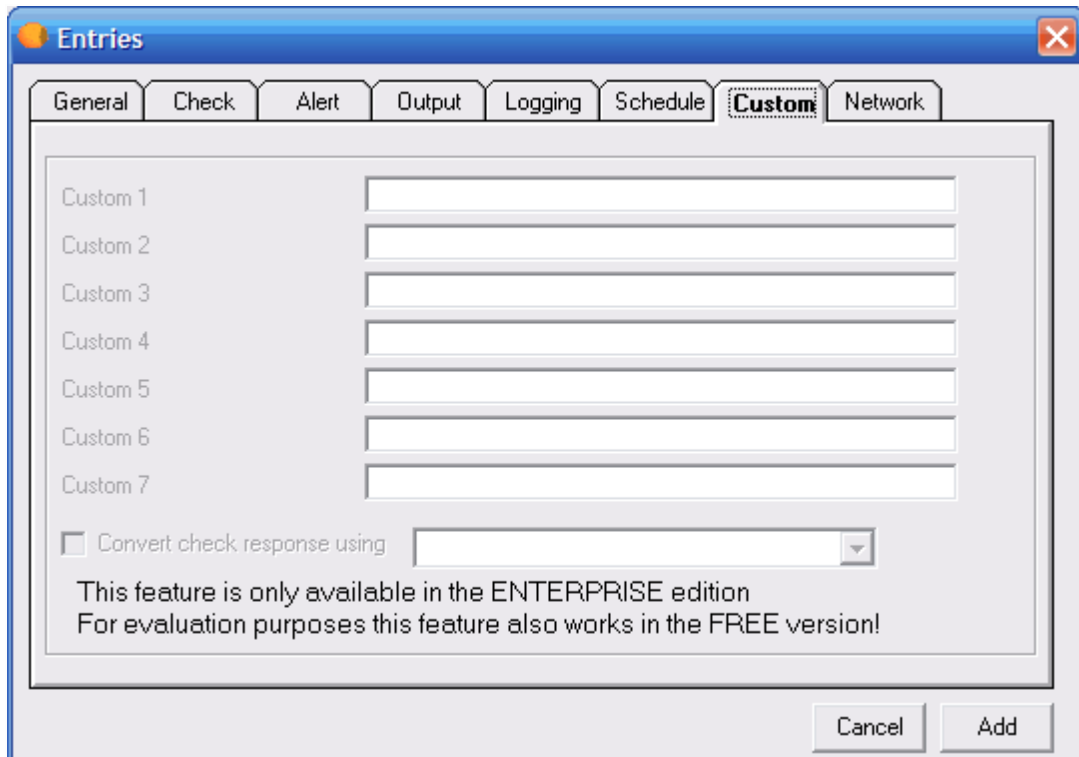 Entries
General Check Alert Output Logging Schedule Custom Network
Custom 1
Custom 2
Custom 3
Custom 4
Custom 5
Custom 6
Custom 7
Convert check response using
This feature is only available in the ENTERPRISE edition
For evaluation purposes this feature also works in the FREE version!
Cancel Add